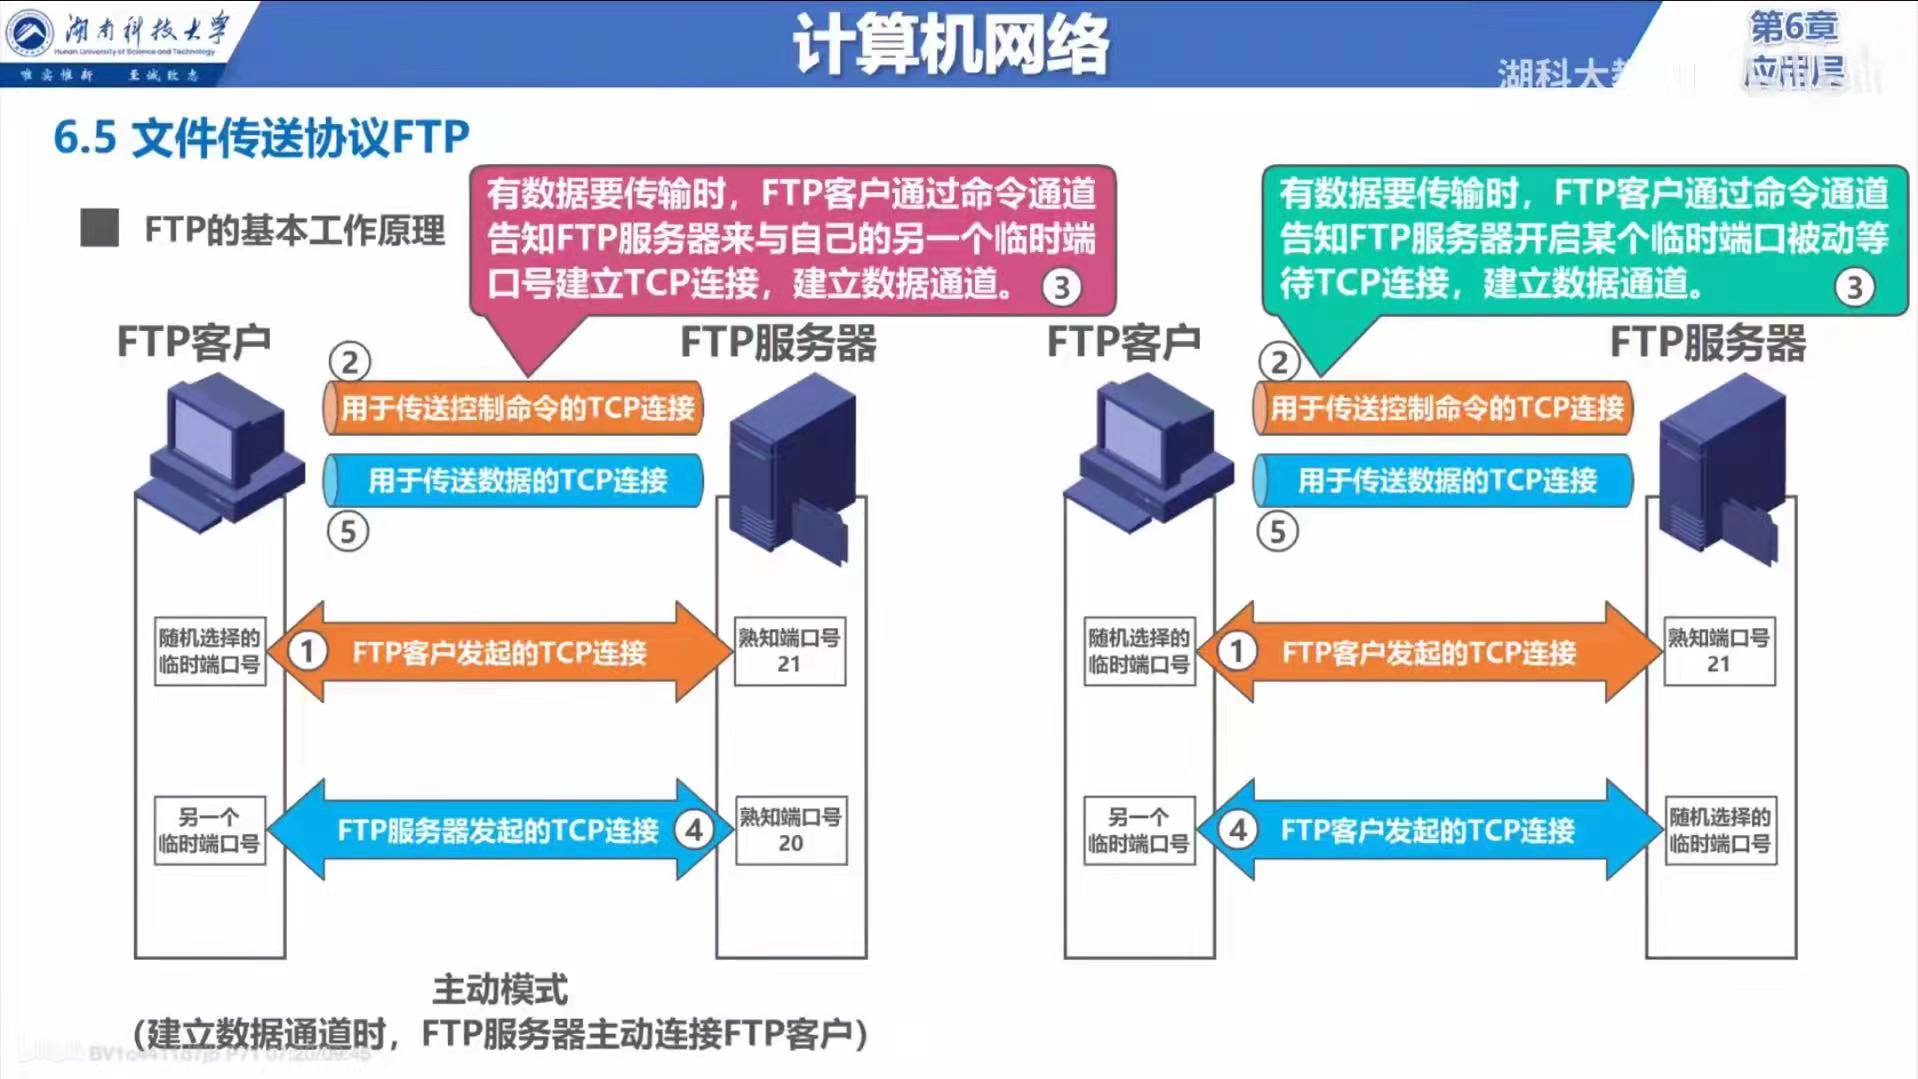 湖南科技大学
Hunan University of Science and Technology
唯实惟新 至诚致志
计算机网络
第6章
应用层
湖科大教
6.5 文件传送协议FTP
FTP的基本工作原理
有数据要传输时，FTP客户通过命令通道
告知FTP服务器来与自己的另一个临时端
口号建立TCP连接，建立数据通道。 ③
FTP客户
FTP服务器
②
用于传送控制命令的TCP连接
用于传送数据的TCP连接
⑤
随机选择的
临时端口号
① FTP客户发起的TCP连接
熟知端口号
21
另一个
临时端口号
FTP服务器发起的TCP连接 ④
熟知端口号
20
主动模式
(建立数据通道时，FTP服务器主动连接FTP客户)
有数据要传输时，FTP客户通过命令通道
告知FTP服务器开启某个临时端口被动等
待TCP连接，建立数据通道。 ③
FTP客户
FTP服务器
②
用于传送控制命令的TCP连接
用于传送数据的TCP连接
⑤
随机选择的
临时端口号
① FTP客户发起的TCP连接
熟知端口号
21
另一个
临时端口号
④ FTP客户发起的TCP连接
随机选择的
临时端口号